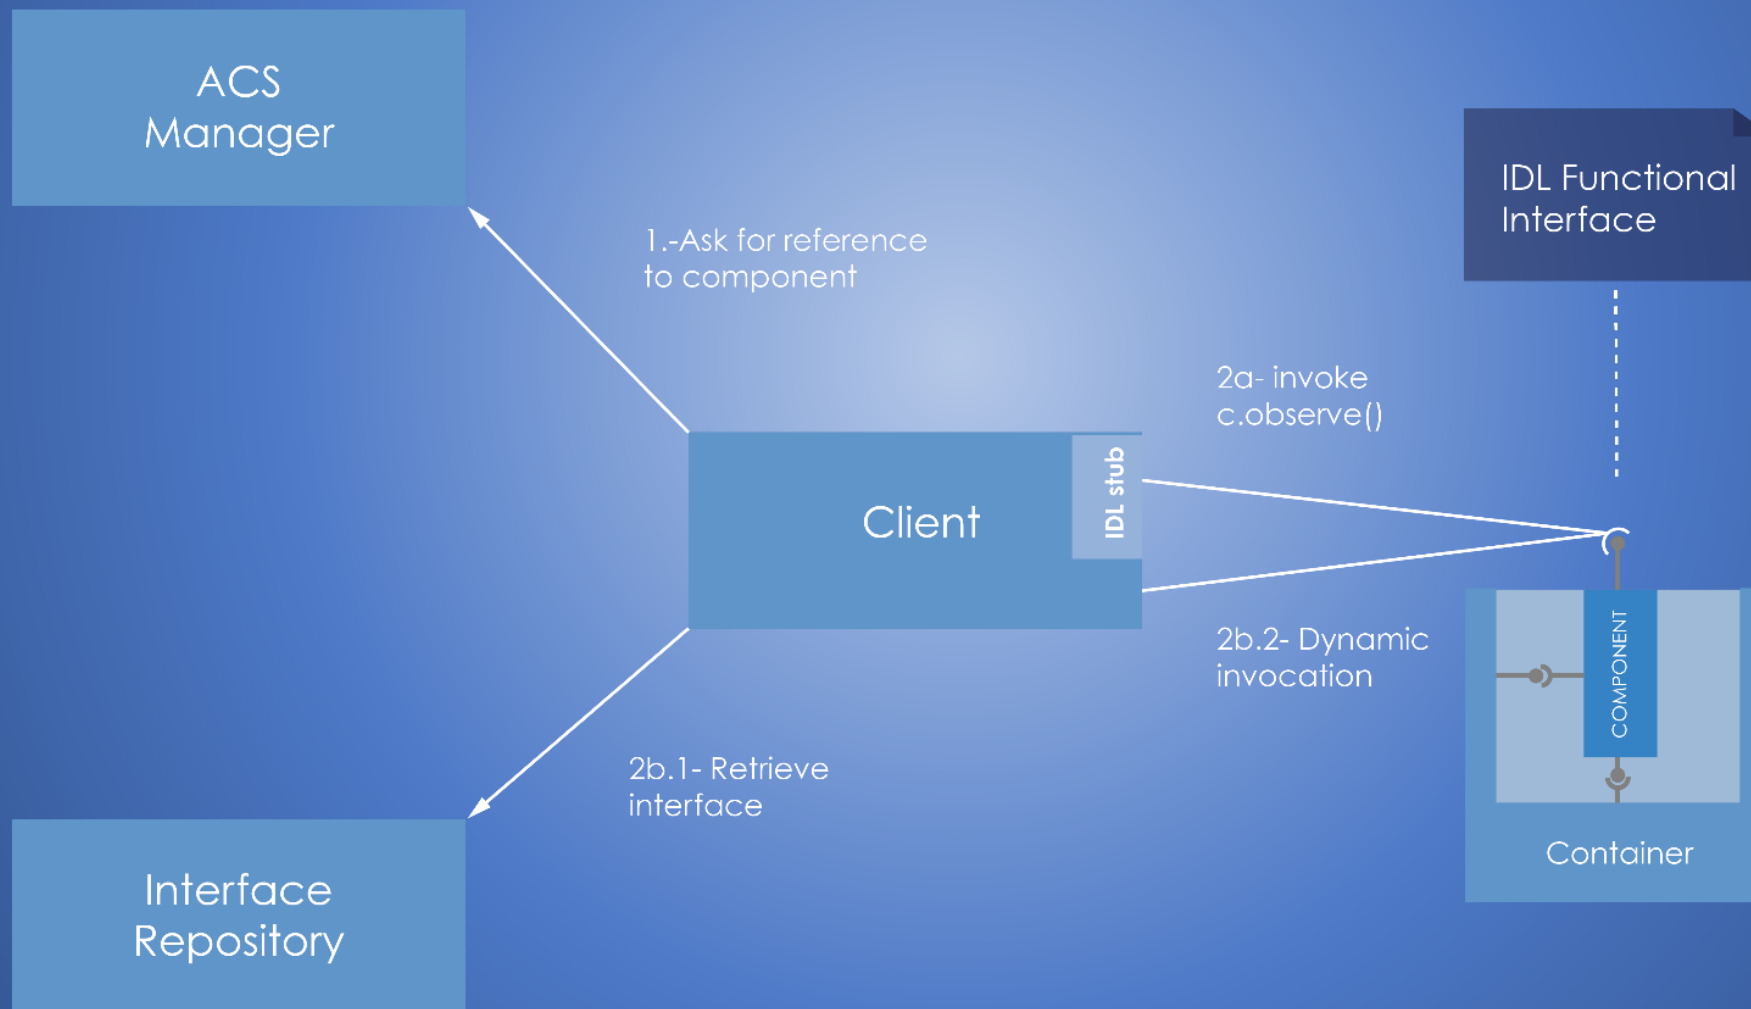 ACS
Manager
1.-Ask for reference
to component
IDL Functional
Interface
2a- invoke
c.observe()
IDL stub
Client
2b.2- Dynamic
invocation
COMPONENT
Container
2b.1- Retrieve
interface
Interface
Repository